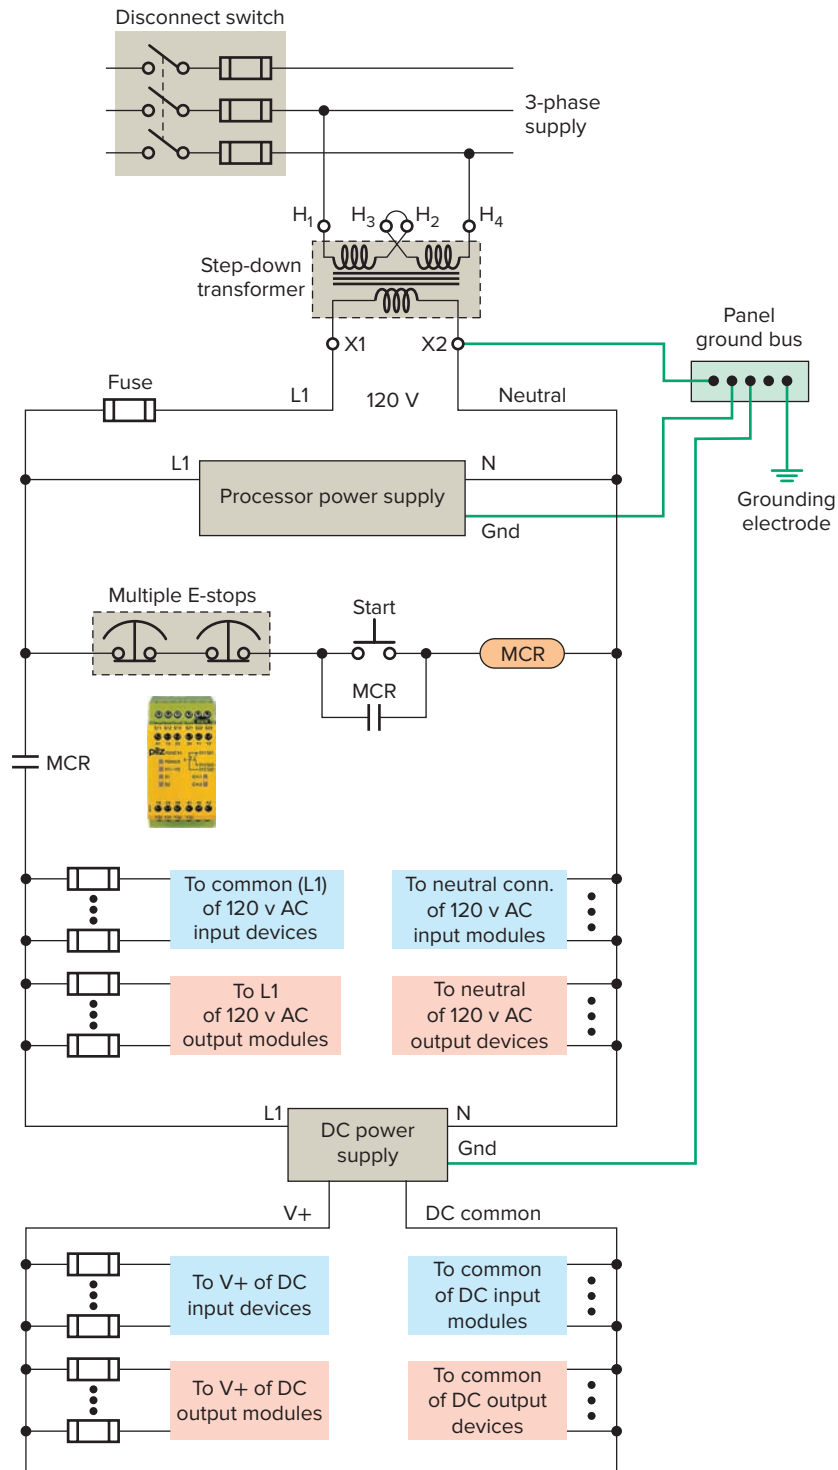 Disconnect switch
3-phase
supply
H1
H3
H2
H4
Step-down
transformer
X1
X2
Panel
ground bus
Fuse
L1
120 V
Neutral
L1
N
Processor power supply
Gnd
Grounding
electrode
Multiple E-stops
Start
MCR
MCR
MCR
pilz
To common (L1)
of 120 v AC
input devices
To neutral conn.
of 120 v AC
input modules
To L1
of 120 v AC
output modules
To neutral
of 120 v AC
output devices
L1
N
DC power
supply
Gnd
V+
DC common
To V+ of DC
input devices
To common
of DC input
modules
To V+ of DC
output modules
To common
of DC output
devices